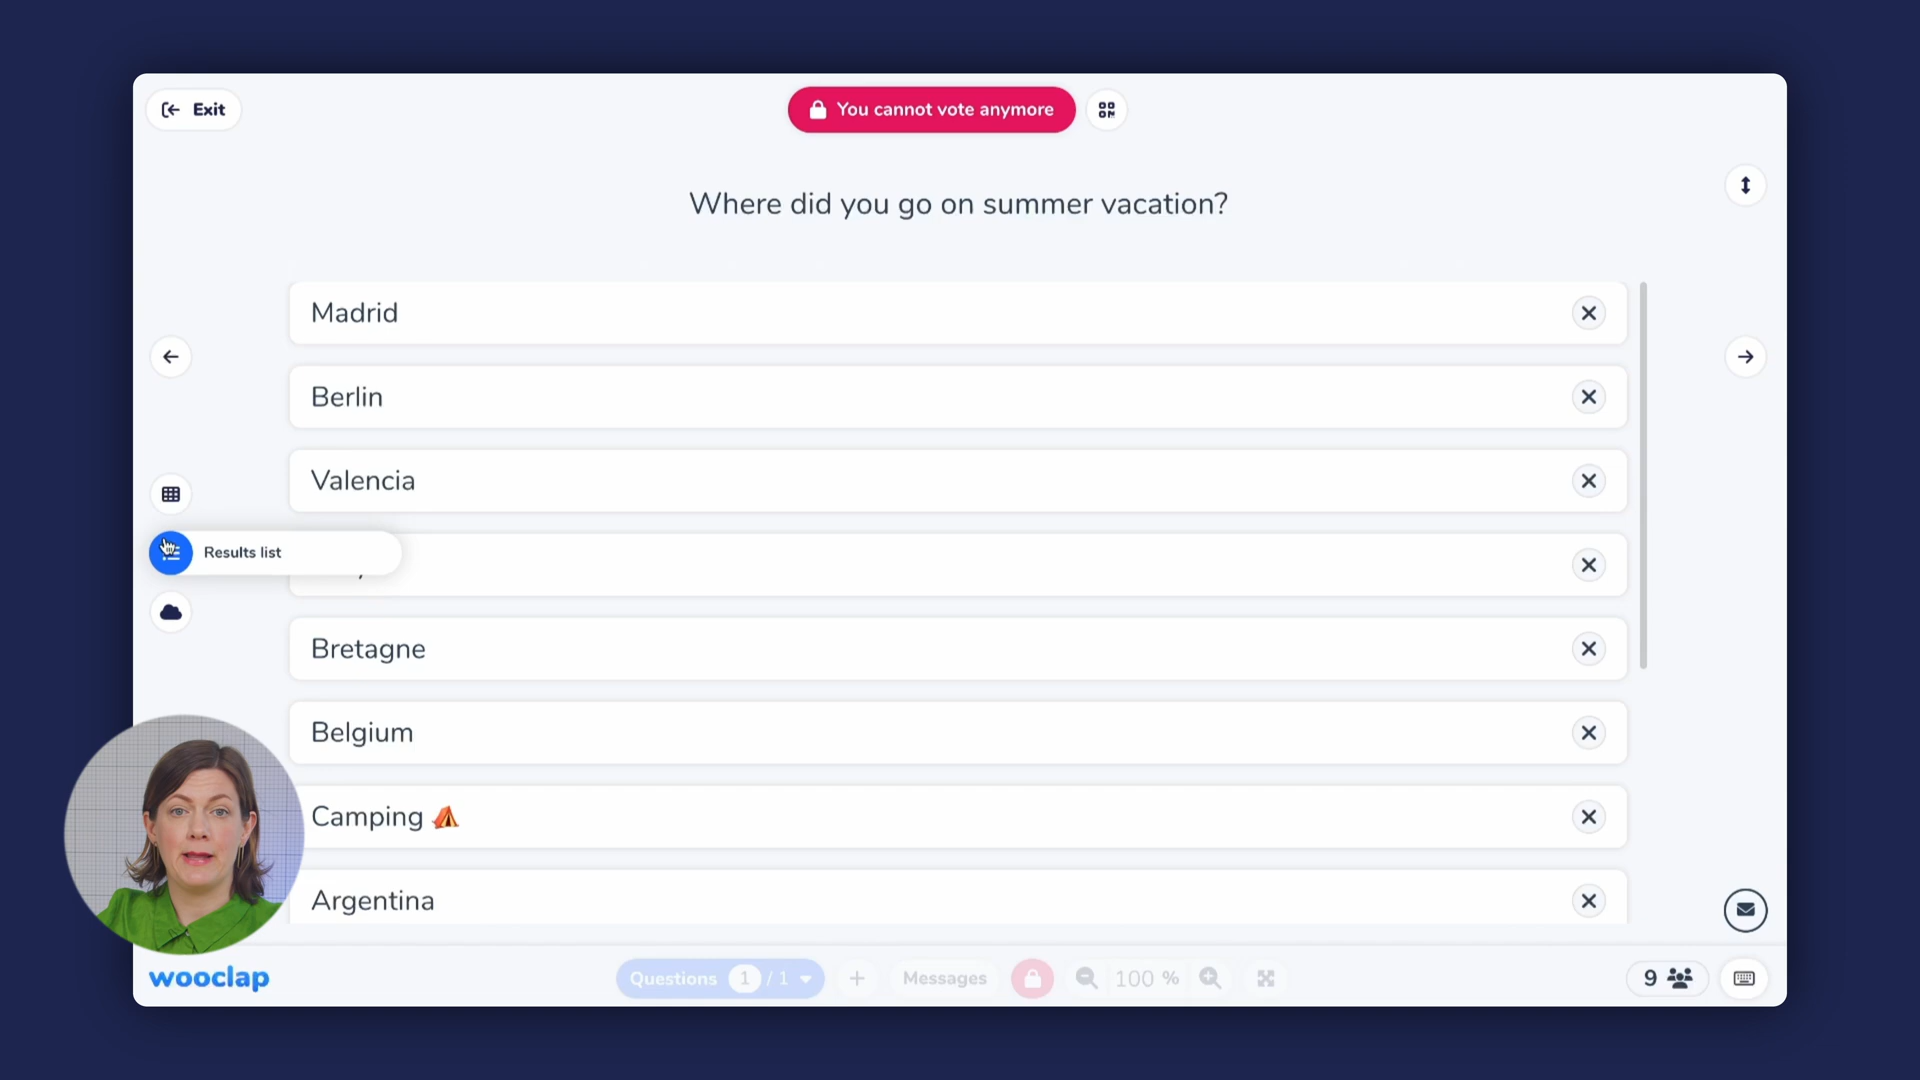 Exit
You cannot vote anymore
Where did you go on summer vacation?
Madrid
Berlin
Valencia
Results list
Bretagne
Belgium
Camping
Argentina
wooclap
Questions 1 / 1
+
Messages
100 %
9